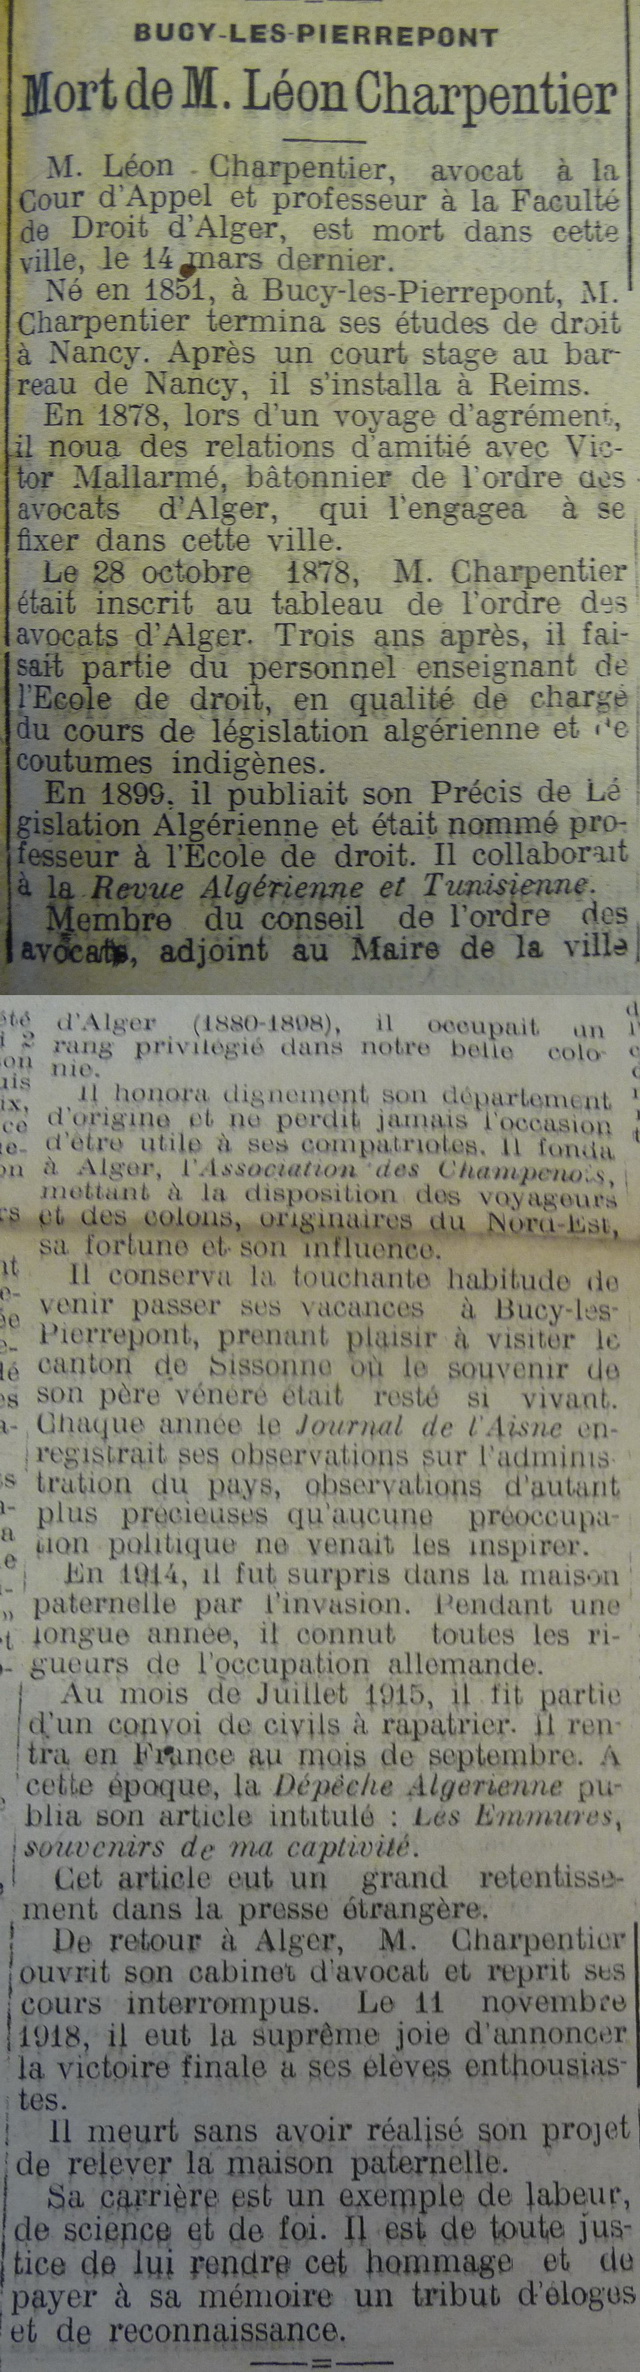 BUCY-LES-PIERREPONT
Mort de M. Léon Charpentier
M. Léon Charpentier, avocat à la
Cour d'Appel et professeur à la Faculté
de Droit d'Alger, est mort dans cette
ville, le 14 mars dernier.
Né en 1851, à Bucy-les-Pierrepont, M.
Charpentier termina ses études de droit
à Nancy. Après un court stage au bar-
reau de Nancy, il s'installa à Reims.
En 1878, lors d'un voyage d'agrément,
il noua des relations d'amitié avec Vic-
tor Mallarmé, bâtonnier de l'ordre des
avocats d'Alger, qui l'engagea à se
fixer dans cette ville.
Le 28 octobre 1878, M. Charpentier
était inscrit au tableau de l'ordre des
avocats d'Alger. Trois ans après, il fai-
sait partie du personnel enseignant de
l'Ecole de droit, en qualité de chargé
du cours de législation algérienne et de
coutumes indigènes.
En 1899, il publiait son Précis de Lé
gislation Algérienne et était nommé pro-
fesseur à l'Ecole de droit. Il collaborait
à la Revue Algérienne et Tunisienne.
Membre du conseil de l'ordre des
avocats, adjoint au Maire de la ville
d'Alger (1880-1898), il occupait un
rang privilégié dans notre belle colo-
nie.
Il honora dignement son département
d'origine et ne perdit jamais l'occasion
d'être utile à ses compatriotes. Il fonda
à Alger, l'Association des Champenois,
mettant à la disposition des voyageurs
et des colons, originaires du Nord-Est,
sa fortune et son influence.
Il conserva la touchante habitude de
venir passer ses vacances à Bucy-les-
Pierrepont, prenant plaisir à visiter le
canton de Sissonne où le souvenir de
son père vénéré était resté si vivant.
Chaque année le Journal de l'Aisne en-
registrait ses observations sur l'adminis
tration du pays, observations d'autant
plus précieuses qu'aucune préoccupa-
tion politique ne venait les inspirer.
En 1914, il fut surpris dans la maison
paternelle par l'invasion. Pendant une
longue année, il connut toutes les ri-
gueurs de l'occupation allemande.
Au mois de Juillet 1915, il fit partie
d'un convoi de civils à rapatrier. Il ren-
tra en France au mois de septembre. A
cette époque, la Dépêche Algerienne pu-
blia son article intitulé : Les Emmures,
souvenirs de ma captivité.
Cet article eut un grand retentisse-
ment dans la presse étrangère.
De retour à Alger, M. Charpentier
ouvrit son cabinet d'avocat et reprit ses
cours interrompus. Le 11 novembre
1918, il eut la suprême joie d'annoncer
la victoire finale a ses élèves enthousias-
tes.
Il meurt sans avoir réalisé son projet
de relever la maison paternelle.
Sa carrière est un exemple de labeur,
de science et de foi. Il est de toute jus-
tice de lui rendre cet hommage et de
payer à sa mémoire un tribut d'éloges
et de reconnaissance.